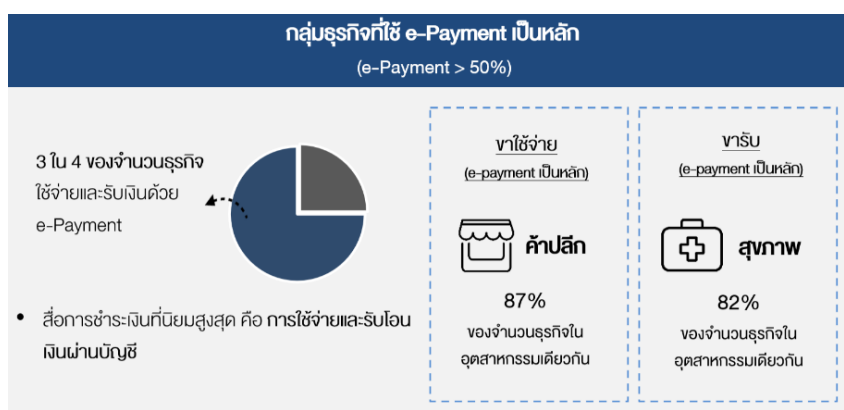 กลุ่มธุรกิจที่ใช้ e-Payment เป็นหลัก
(e-Payment > 50%)
3 ใน 4 ของจำนวนธุรกิจ
ใช้จ่ายและรับเงินด้วย
e-Payment
• สื่อการชำระเงินที่นิยมสูงสุด คือ การใช้จ่ายและรับโอน
เงินผ่านบัญชี
ขาใช้จ่าย
(e-payment เป็นหลัก)
ค้าปลีก
87%
ของจำนวนธุรกิจใน
อุตสาหกรรมเดียวกัน
ขารับ
(e-payment เป็นหลัก)
สุขภาพ
82%
ของจำนวนธุรกิจใน
อุตสาหกรรมเดียวกัน